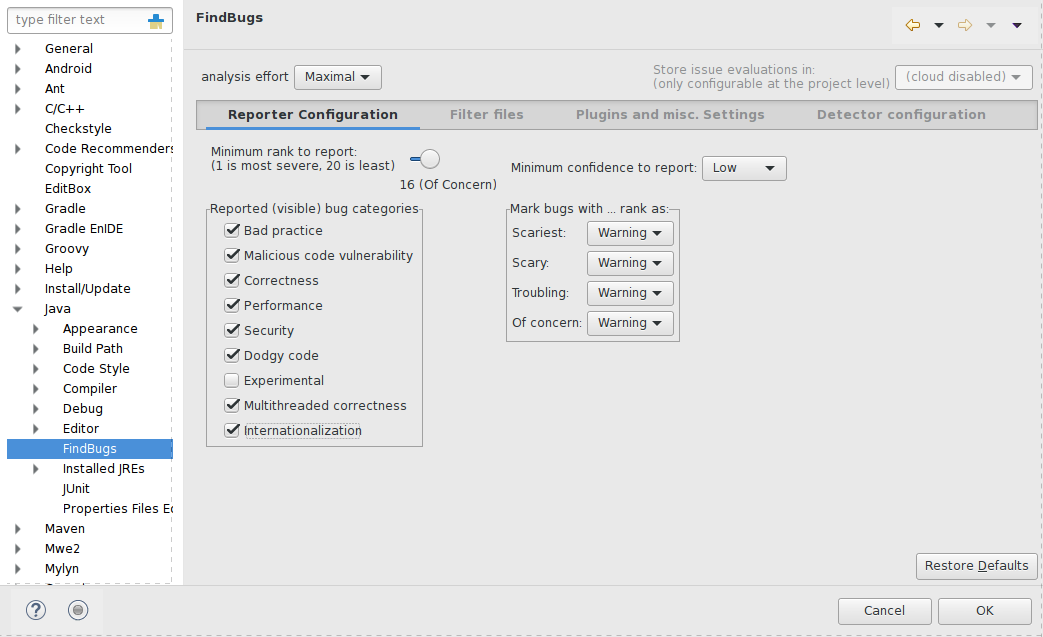 type filter text
General
Android
Ant
C/C++
Checkstyle
Code Recommenders
Copyright Tool
EditBox
Gradle
Gradle EnIDE
Groovy
Help
Install/Update
Java
Appearance
Build Path
Code Style
Compiler
Debug
Editor
FindBugs
Installed JREs
JUnit
Properties Files Ec
Maven
Mwe2
Mylyn
FindBugs
analysis effort Maximal
Store issue evaluations in:
(only configurable at the project level) (cloud disabled)
Reporter Configuration Filter files Plugins and misc. Settings Detector configuration
Minimum rank to report:
(1 is most severe, 20 is least)
16 (Of Concern)
Minimum confidence to report: Low
Reported (visible) bug categories
Bad practice
Malicious code vulnerability
Correctness
Performance
Security
Dodgy code
Experimental
Multithreaded correctness
Internationalization
Mark bugs with ... rank as:
Scariest: Warning
Scary: Warning
Troubling: Warning
Of concern: Warning
Restore Defaults
Cancel OK